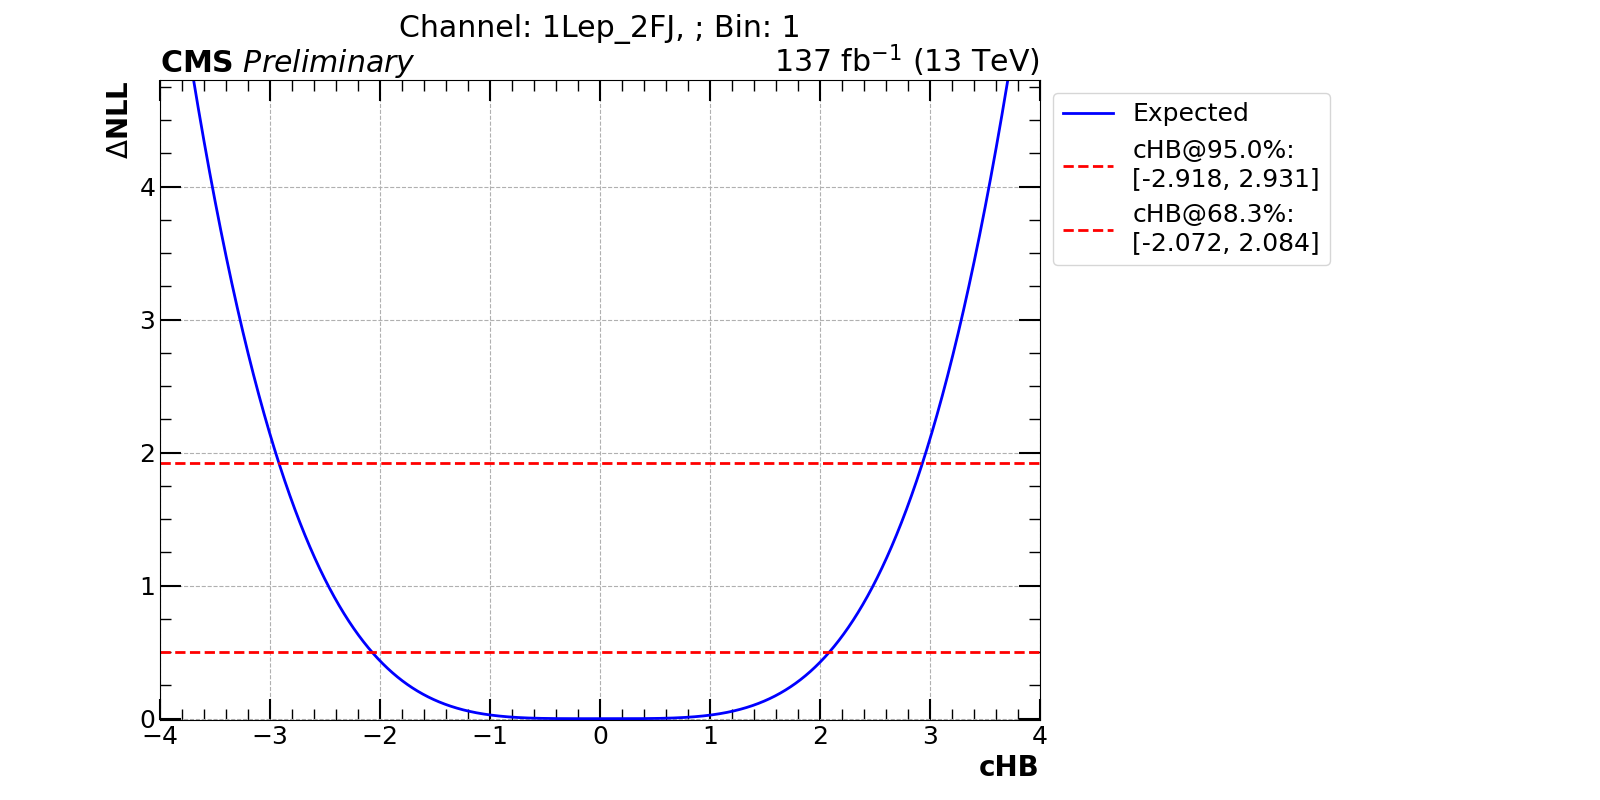 Channel: 1Lep_2FJ, ; Bin: 1
CMS Preliminary
137 fb⁻¹ (13 TeV)
ΔNLL
4
3
2
1
0
−4
−3
−2
−1
0
1
2
3
4
cHB
Expected
cHB@95.0%:
[-2.918, 2.931]
cHB@68.3%:
[-2.072, 2.084]